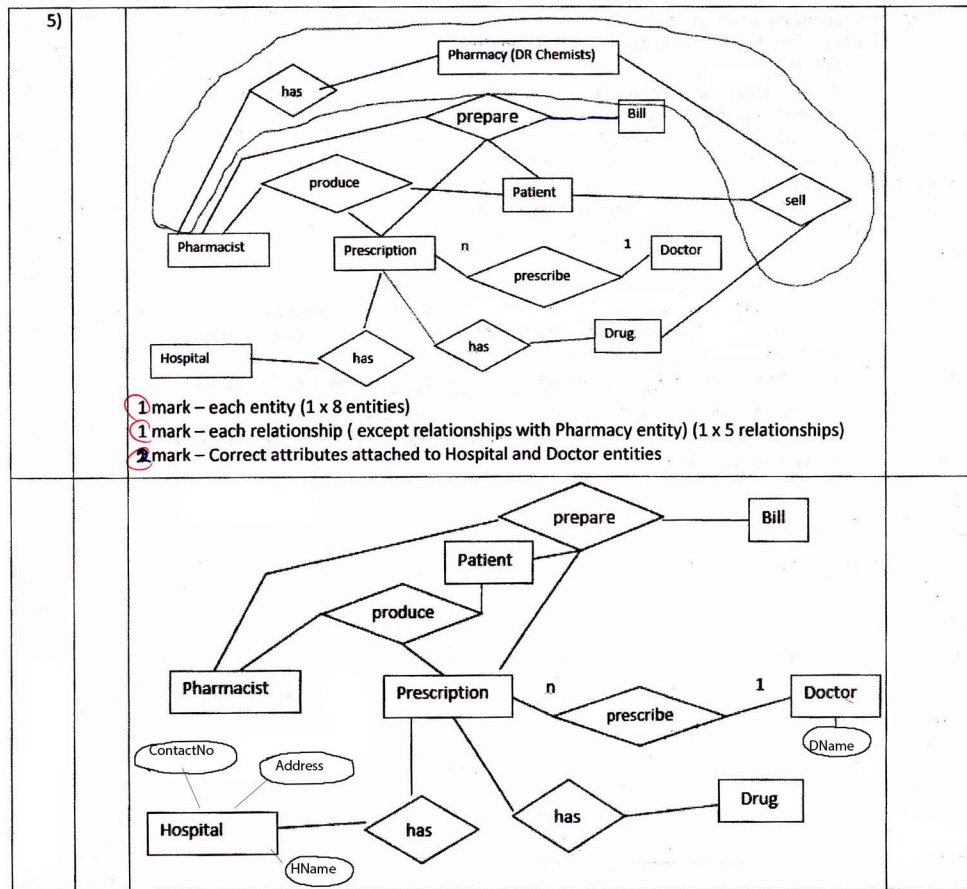 5)
Pharmacy (DR Chemists)
has
prepare
Bill
produce
Patient
sell
Pharmacist
Prescription
n
1
Doctor
prescribe
Hospital
has
has
Drug
1 mark – each entity (1 x 8 entities)
1 mark – each relationship ( except relationships with Pharmacy entity) (1 x 5 relationships)
2 mark – Correct attributes attached to Hospital and Doctor entities
prepare
Bill
Patient
produce
Pharmacist
Prescription
n
1
Doctor
prescribe
DName
ContactNo
Address
Drug
Hospital
has
has
HName